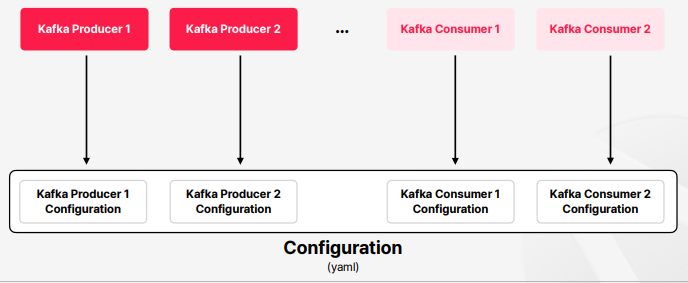 Kafka Producer 1
Kafka Producer 2
...
Kafka Consumer 1
Kafka Consumer 2
Kafka Producer 1
Configuration
Kafka Producer 2
Configuration
Kafka Consumer 1
Configuration
Kafka Consumer 2
Configuration
Configuration
(yaml)